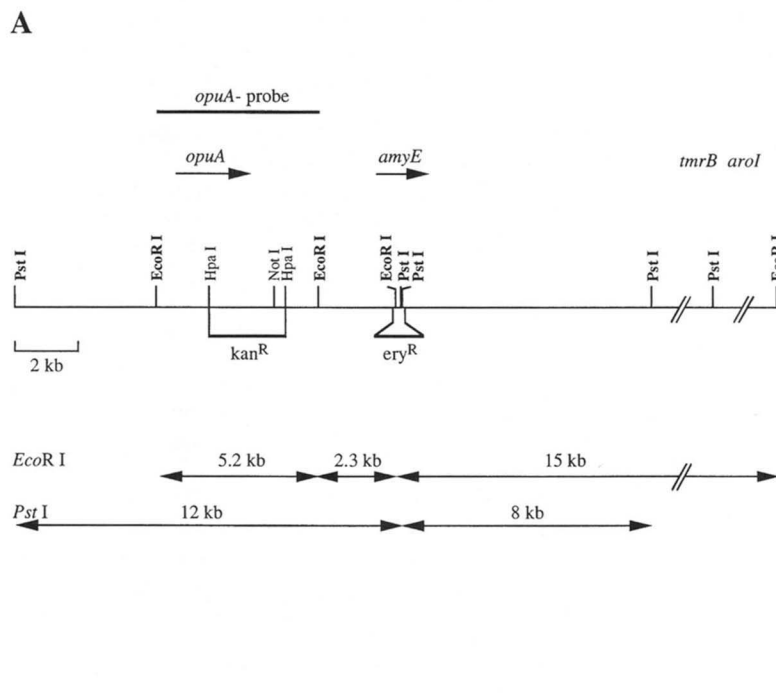 A
opuA- probe
opuA
amyE
tmrB aroI
Pst I
EcoR I
Hpa I
Not I
Hpa I
EcoR I
EcoR I
Pst I
Pst I
Pst I
Pst I
EcoR I
kanR
eryR
2 kb
EcoR I
5.2 kb
2.3 kb
15 kb
Pst I
12 kb
8 kb